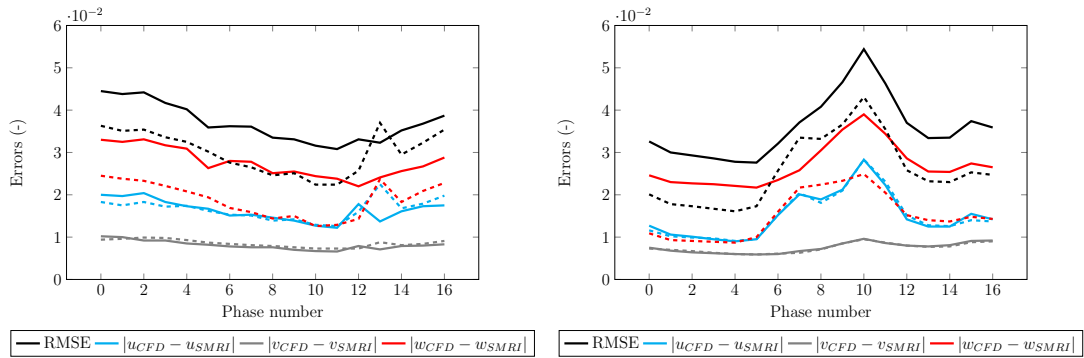 ·10⁻²
6
5
4
3
2
1
0
Errors (-)
0 2 4 6 8 10 12 14 16
Phase number
RMSE |u_CFD − u_SMRI| |v_CFD − v_SMRI| |w_CFD − w_SMRI|
·10⁻²
6
5
4
3
2
1
0
Errors (-)
0 2 4 6 8 10 12 14 16
Phase number
RMSE |u_CFD − u_SMRI| |v_CFD − v_SMRI| |w_CFD − w_SMRI|